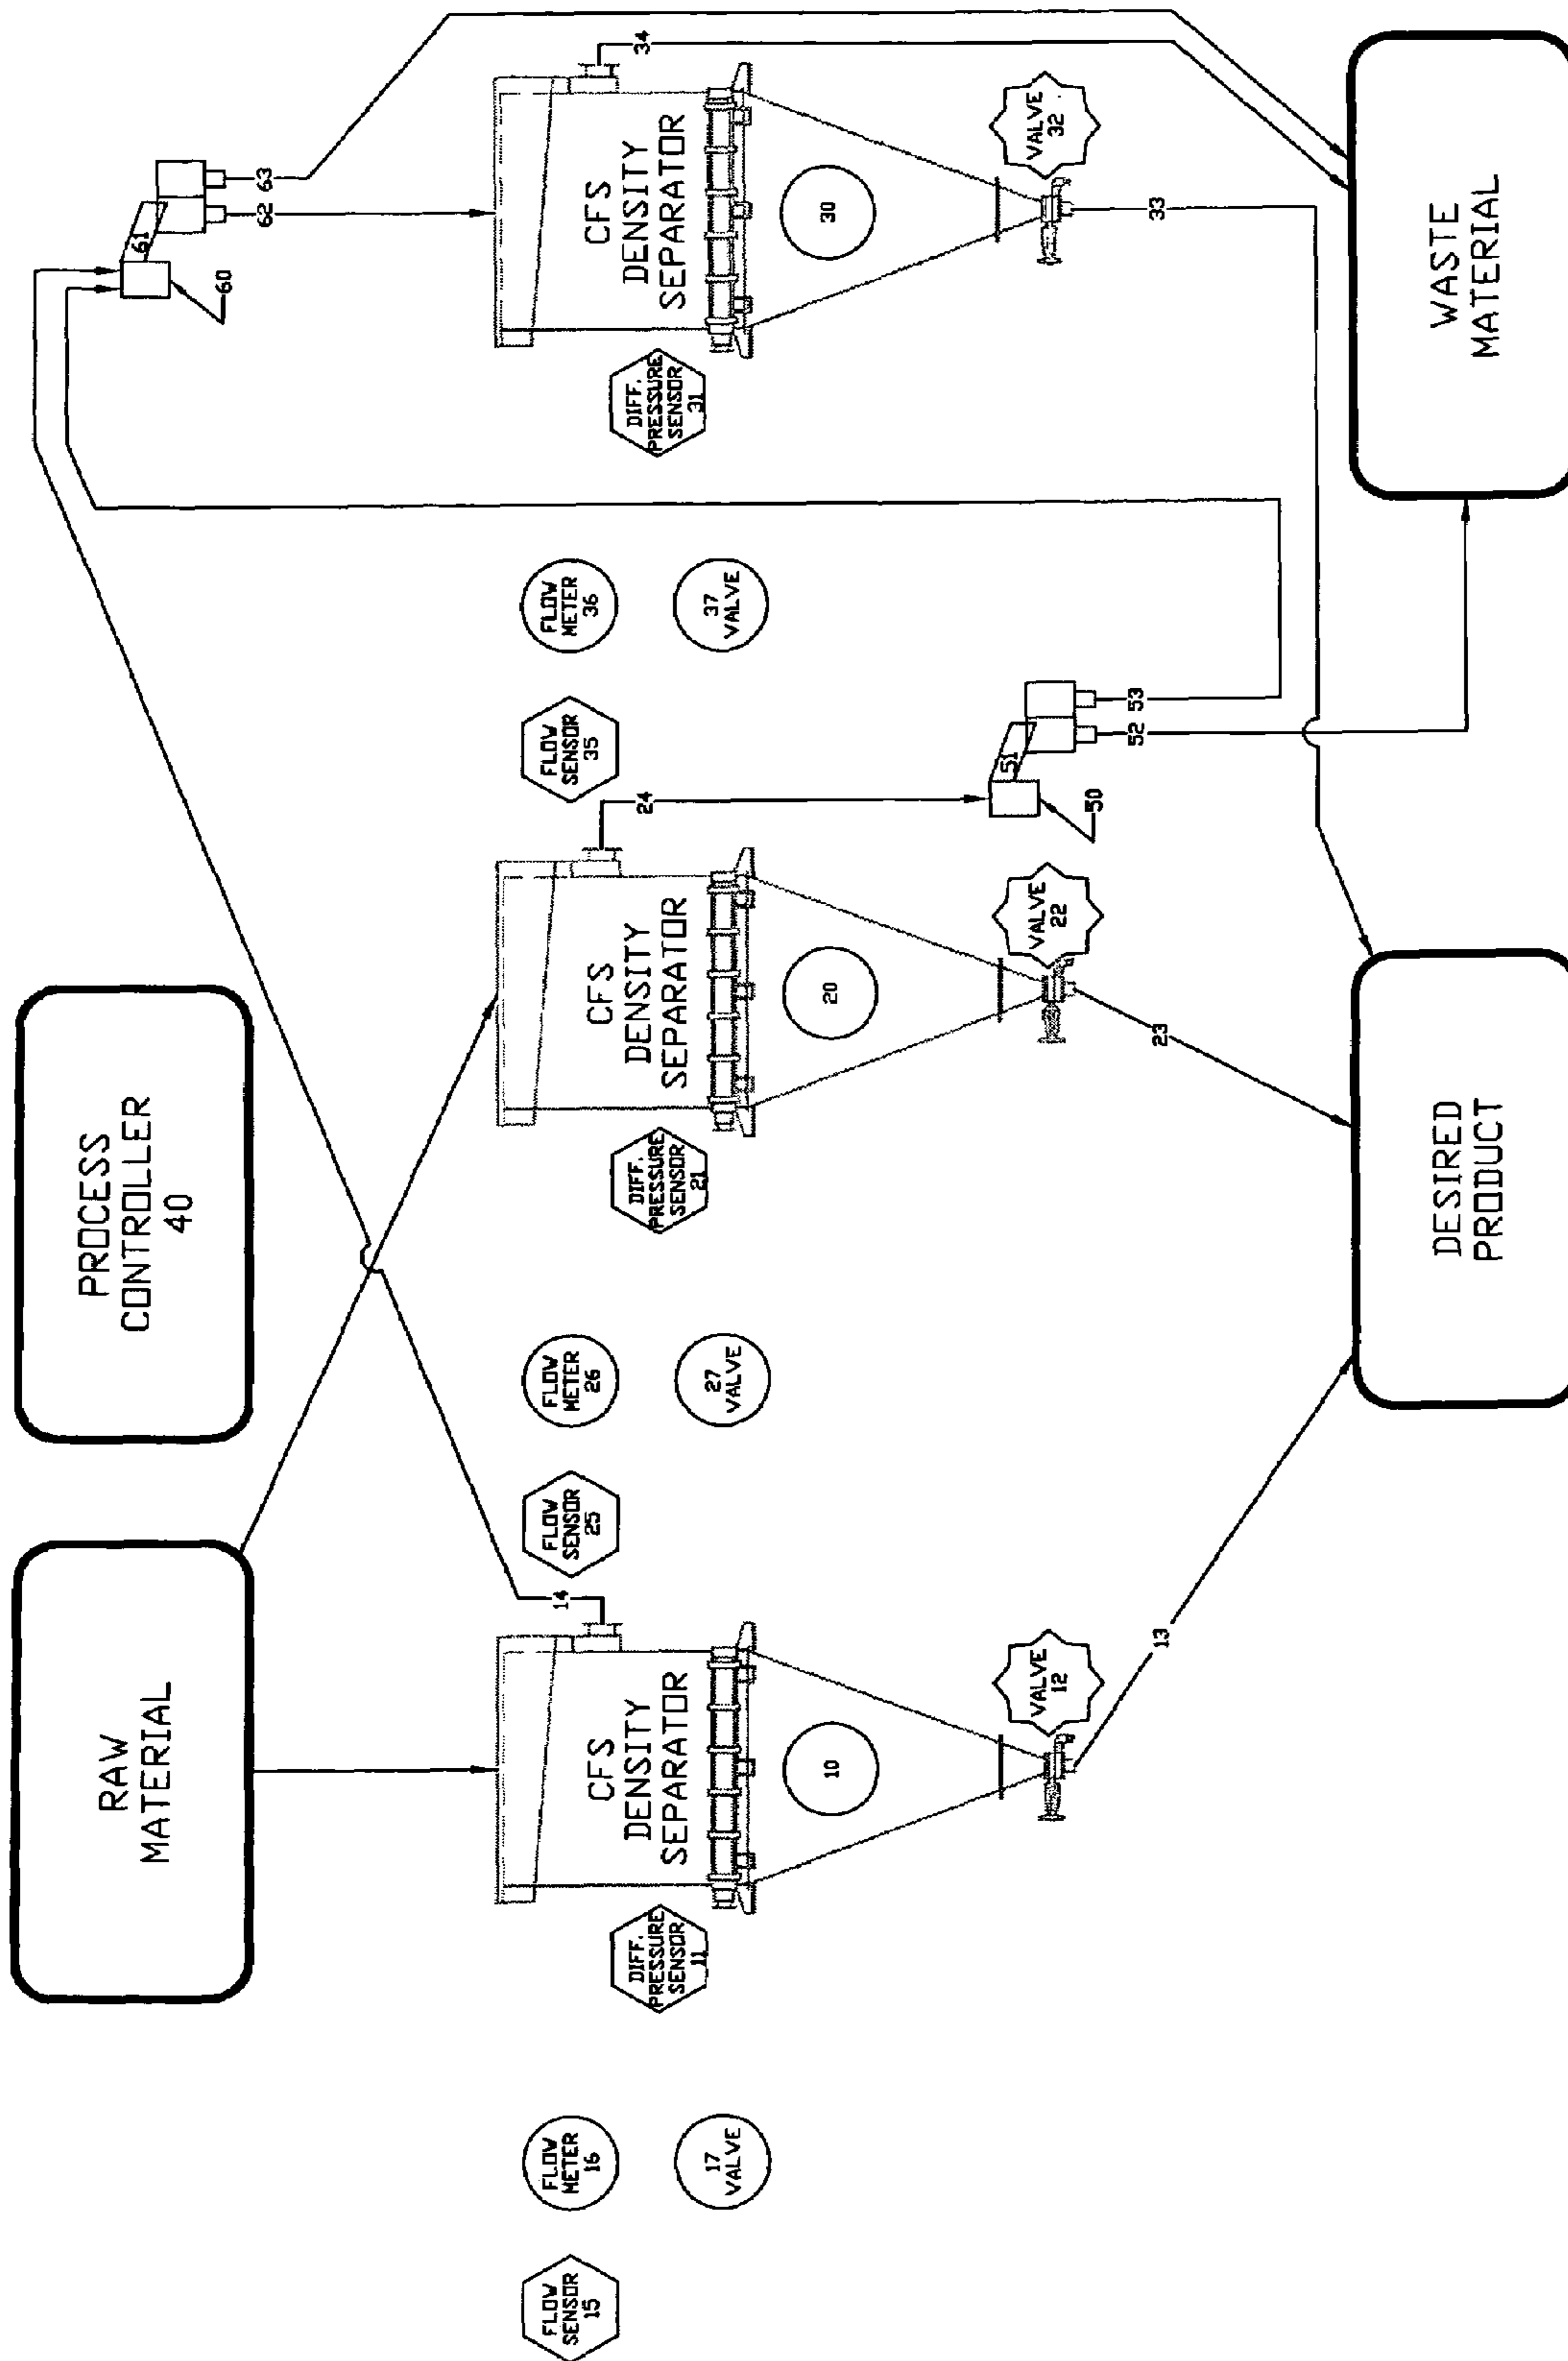 RAW
MATERIAL
PROCESS
CONTROLLER
40
60
61
62
63
FLOW
SENSOR
15
FLOW
METER
16
17
VALVE
DIFF.
PRESSURE
SENSOR
11
CFS
DENSITY
SEPARATOR
10
14
VALVE
12
13
FLOW
SENSOR
25
FLOW
METER
26
27
VALVE
DIFF.
PRESSURE
SENSOR
21
CFS
DENSITY
SEPARATOR
20
24
VALVE
22
23
50
51
52
53
FLOW
SENSOR
35
FLOW
METER
36
37
VALVE
DIFF.
PRESSURE
SENSOR
31
CFS
DENSITY
SEPARATOR
30
34
VALVE
32
33
DESIRED
PRODUCT
WASTE
MATERIAL